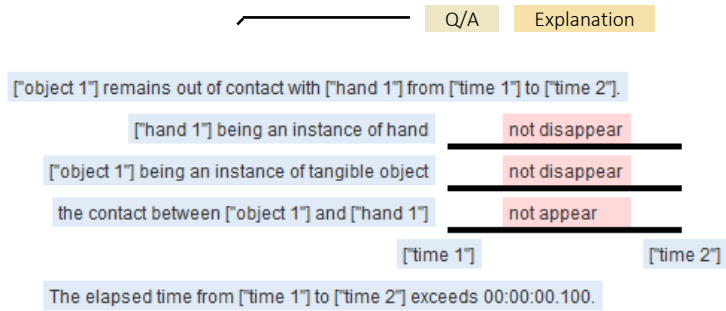 Q/A Explanation
["object 1"] remains out of contact with ["hand 1"] from ["time 1"] to ["time 2"].
["hand 1"] being an instance of hand not disappear
["object 1"] being an instance of tangible object not disappear
the contact between ["object 1"] and ["hand 1"] not appear
["time 1"] ["time 2"]
The elapsed time from ["time 1"] to ["time 2"] exceeds 00:00:00.100.